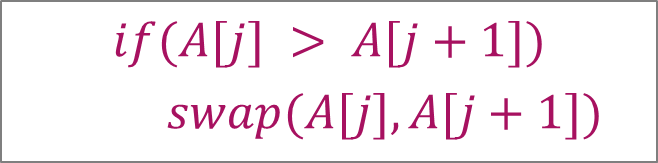 if(A[j] > A[j + 1])
swap(A[j], A[j + 1])